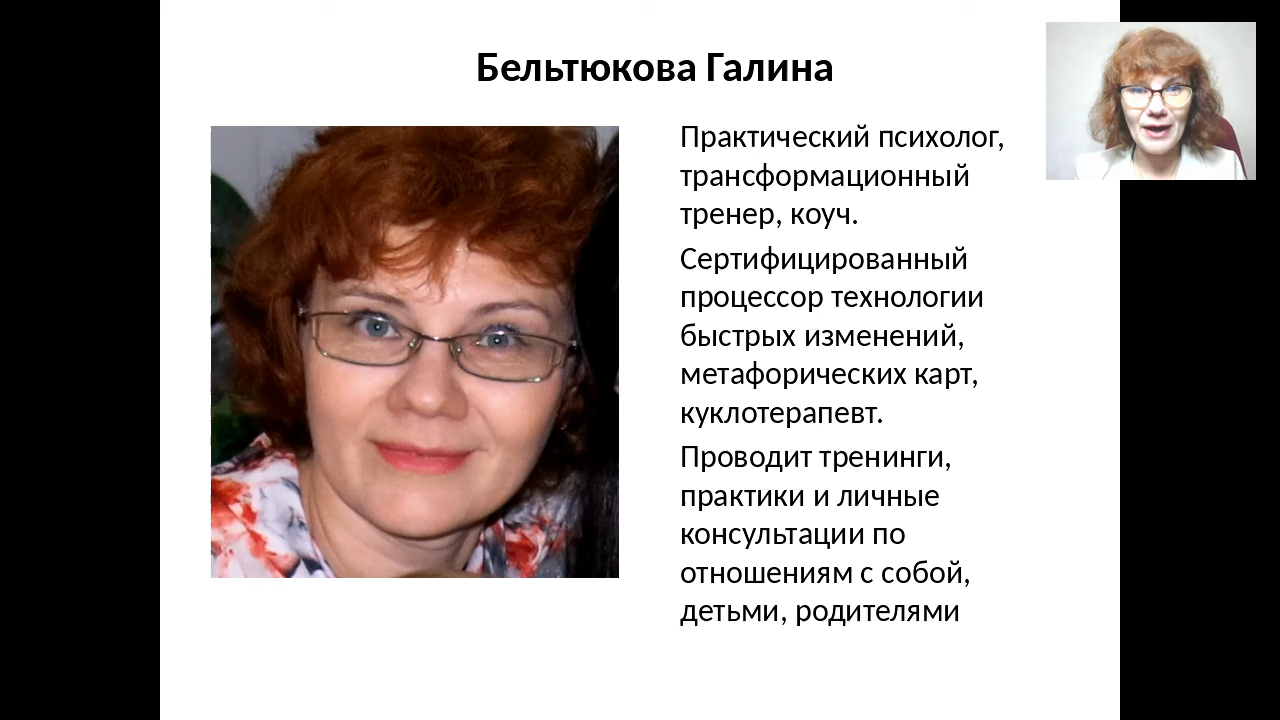 Бельтюкова Галина
Практический психолог,
трансформационный
тренер, коуч.
Сертифицированный
процессор технологии
быстрых изменений,
метафорических карт,
куклотерапевт.
Проводит тренинги,
практики и личные
консультации по
отношениям с собой,
детьми, родителями